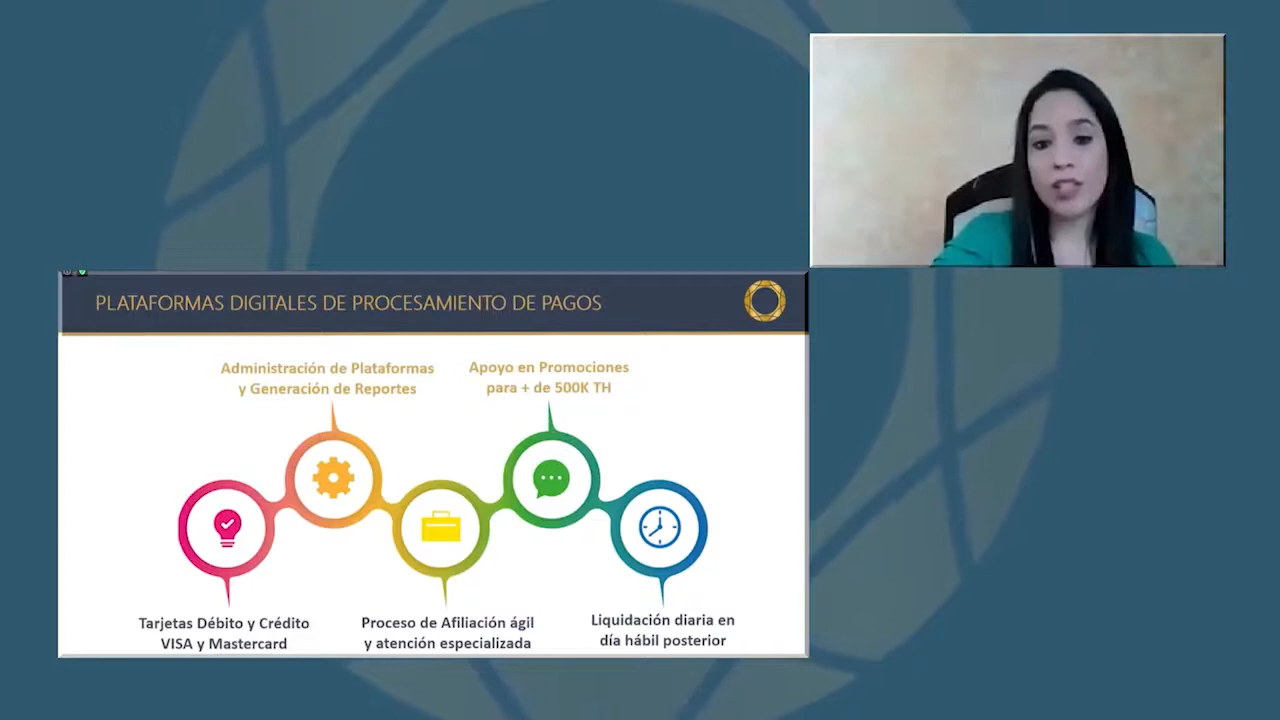 PLATAFORMAS DIGITALES DE PROCESAMIENTO DE PAGOS
Administración de Plataformas
y Generación de Reportes
Apoyo en Promociones
para + de 500K TH
Tarjetas Débito y Crédito
VISA y Mastercard
Proceso de Afiliación ágil
y atención especializada
Liquidación diaria en
día hábil posterior